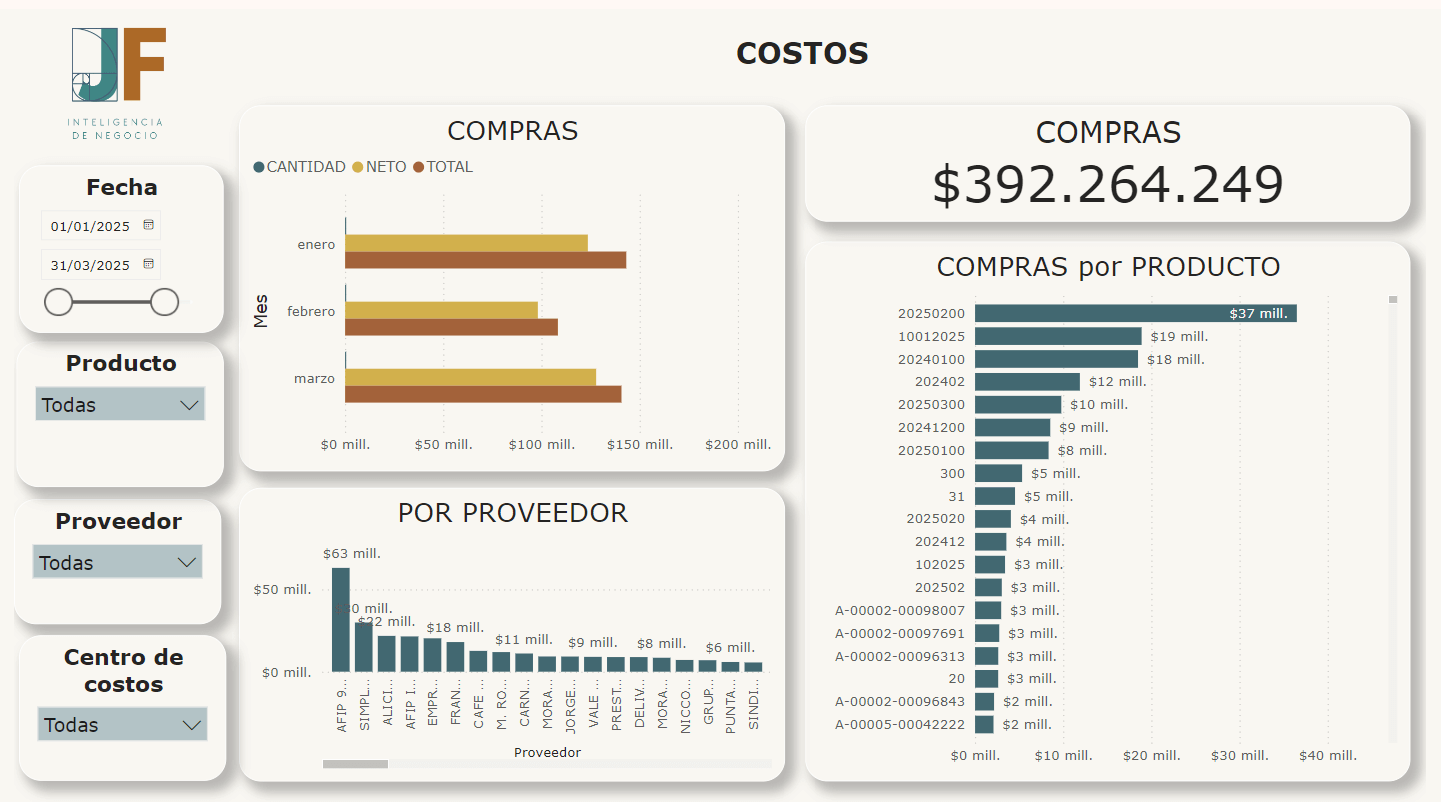 JF
INTELIGENCIA
DE NEGOCIO
COSTOS
Fecha
01/01/2025
31/03/2025
Producto
Todas
Proveedor
Todas
Centro de
costos
Todas
COMPRAS
CANTIDAD NETO TOTAL
Mes
enero
febrero
marzo
$0 mill. $50 mill. $100 mill. $150 mill. $200 mill.
POR PROVEEDOR
$50 mill.
$0 mill.
$63 mill.
$30 mill.
$22 mill.
$18 mill.
$11 mill.
$9 mill.
$8 mill.
$6 mill.
AFIP 9...
SIMPL...
ALICI...
AFIP I...
EMPR...
FRAN...
CAFE ...
M. RO...
CARN...
MORA...
JORGE...
VALE ...
PREST...
DELIV...
MORA...
NICCO...
GRUP...
PUNTA...
SINDI...
Proveedor
COMPRAS
$392.264.249
COMPRAS por PRODUCTO
20250200 $37 mill.
10012025 $19 mill.
20240100 $18 mill.
202402 $12 mill.
20250300 $10 mill.
20241200 $9 mill.
20250100 $8 mill.
300 $5 mill.
31 $5 mill.
2025020 $4 mill.
202412 $4 mill.
102025 $3 mill.
202502 $3 mill.
A-00002-00098007 $3 mill.
A-00002-00097691 $3 mill.
A-00002-00096313 $3 mill.
20 $3 mill.
A-00002-00096843 $2 mill.
A-00005-00042222 $2 mill.
$0 mill. $10 mill. $20 mill. $30 mill. $40 mill.